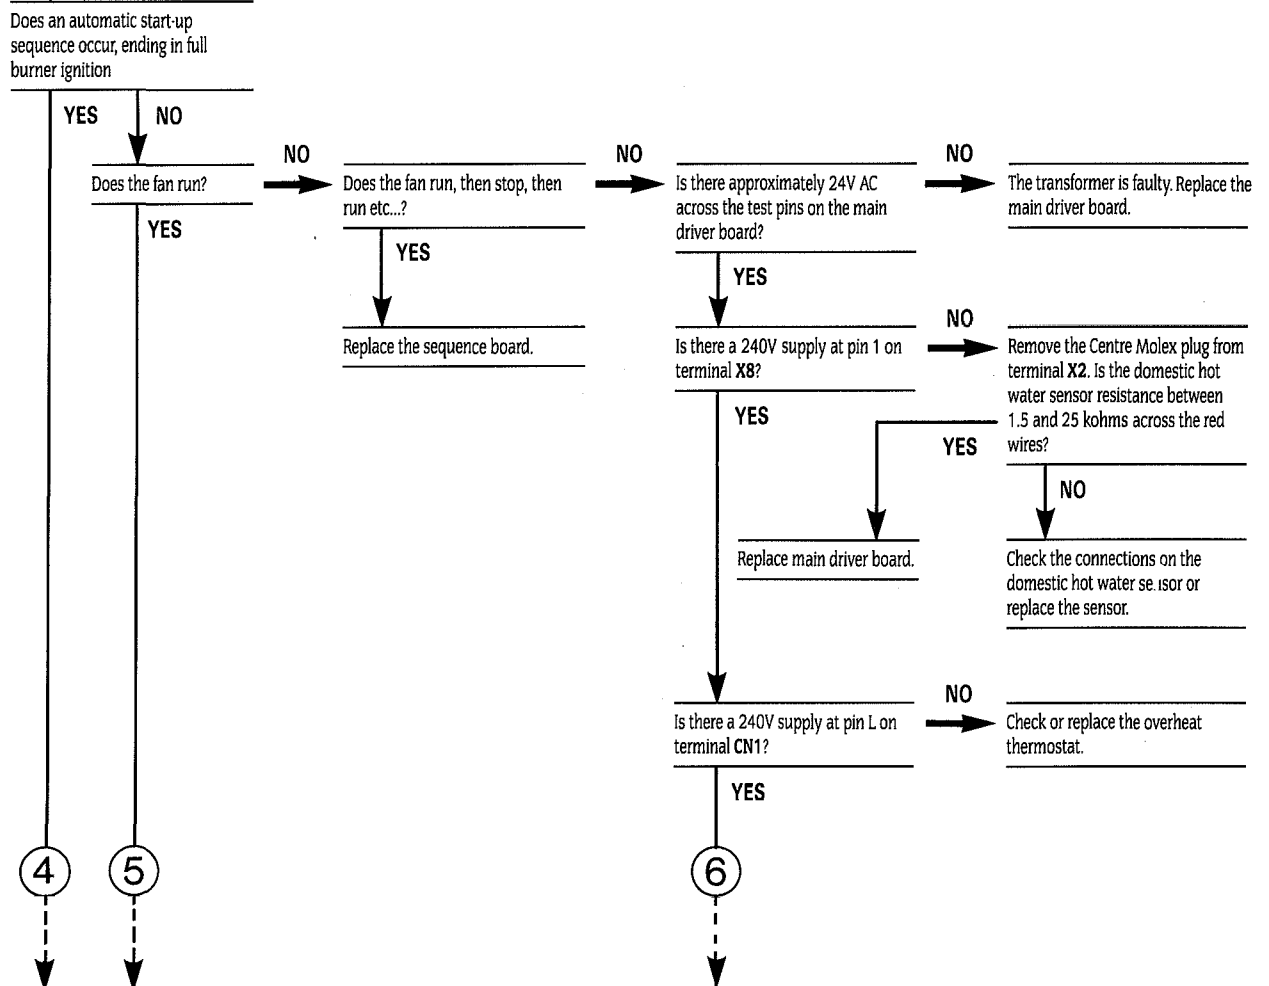 Does an automatic start-up
sequence occur, ending in full
burner ignition
YES
NO
Does the fan run?
NO
YES
Does the fan run, then stop, then
run etc...?
NO
YES
Replace the sequence board.
Is there approximately 24V AC
across the test pins on the main
driver board?
NO
YES
The transformer is faulty. Replace the
main driver board.
Is there a 240V supply at pin 1 on
terminal X8?
NO
YES
Remove the Centre Molex plug from
terminal X2. Is the domestic hot
water sensor resistance between
1.5 and 25 kohms across the red
wires?
YES
NO
Replace main driver board.
Check the connections on the
domestic hot water sensor or
replace the sensor.
Is there a 240V supply at pin L on
terminal CN1?
NO
YES
Check or replace the overheat
thermostat.
4
5
6